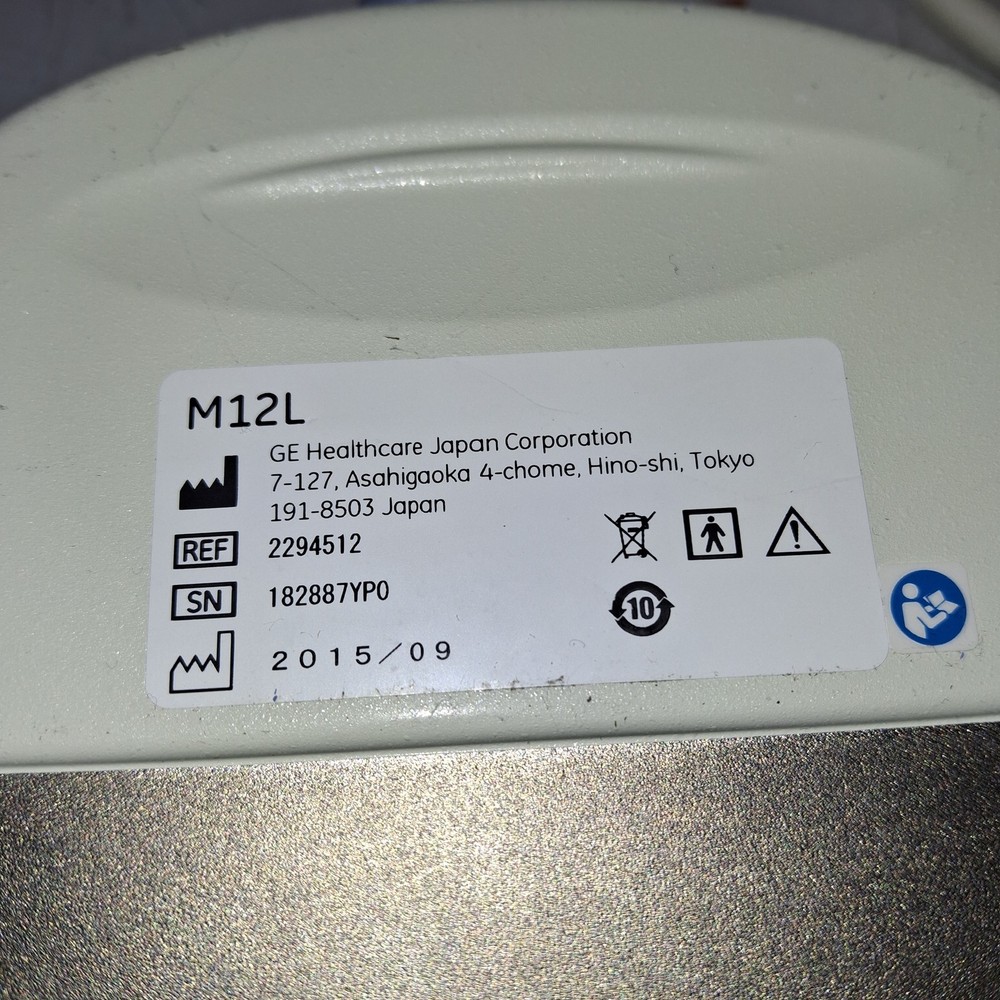 M12L
GE Healthcare Japan Corporation
7-127, Asahigaoka 4-chome, Hino-shi, Tokyo
191-8503 Japan
REF 2294512
SN 182887YP0
10
2015/09